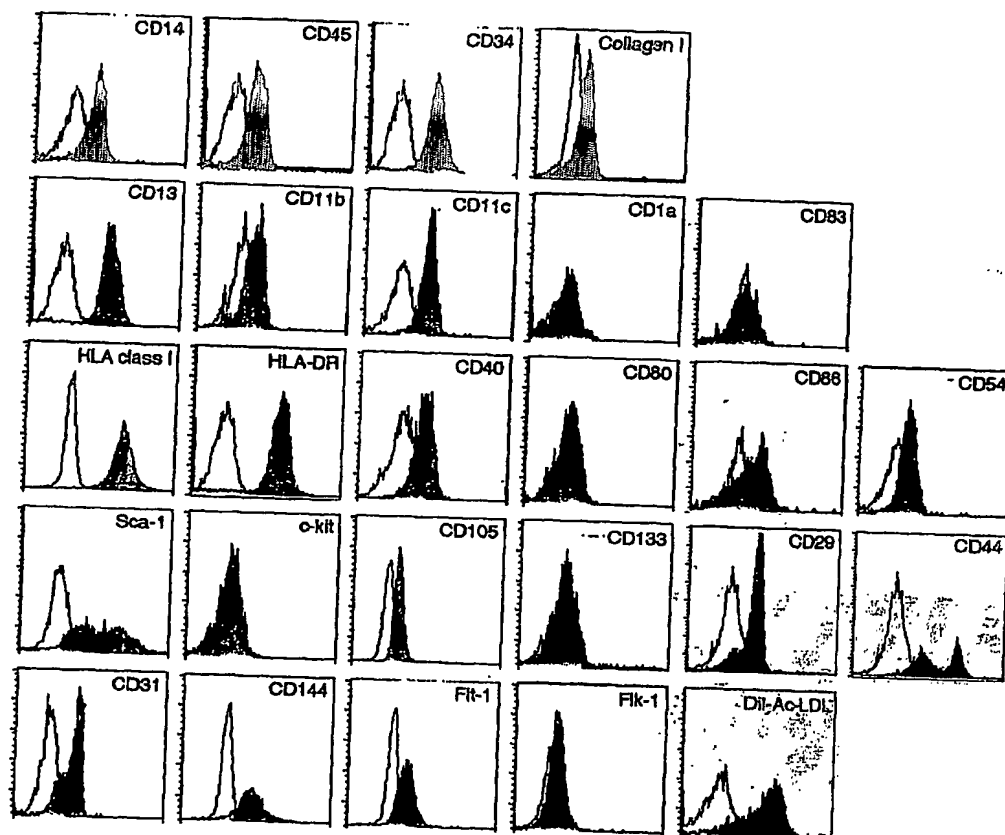 CD14 CD45 CD34 Collagen I
CD13 CD11b CD11c CD1a CD83
HLA class I HLA-DR CD40 CD80 CD86 CD54
Sca-1 c-kit CD105 CD133 CD29 CD44
CD31 CD144 Flt-1 Flk-1 Dil-Ac-LDL